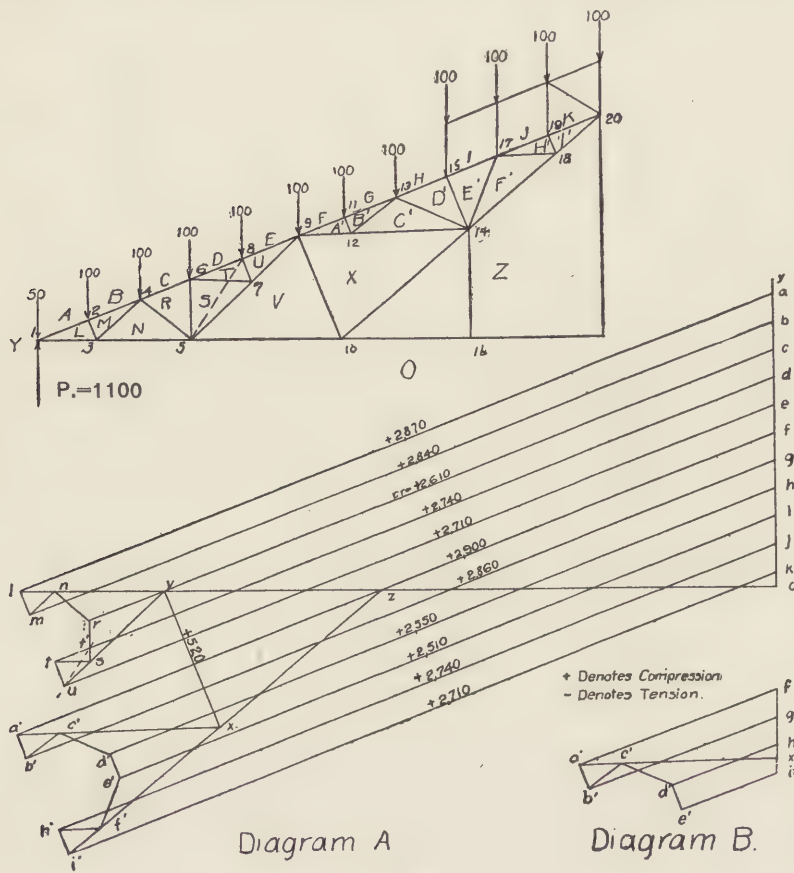 100
100
100
100
100
100
100
100
100
100
100
50
Y
A
B
C
D
E
F
G
H
I
J
K
L
M
N
R
S
T
U
V
X
Z
O
A'
B'
C'
D'
E'
F'
H'
I'
1
2
3
4
5
6
7
8
9
10
11
12
13
14
15
16
17
18
19
20
P.=1100
y
a
b
c
d
e
f
g
h
i
j
k
o
+2,870
+2,840
cr=+2,610
+2,740
+2,710
+2,900
+2,860
+2,550
+2,510
+2,740
+2,710
+520
l
n
m
r
t'
t
s
u
v
z
x
a'
b'
c'
d'
e'
f'
h'
i'
+ Denotes Compression
- Denotes Tension.
f
g
h
x
i
a'
b'
c'
d'
e'
Diagram A
Diagram B.